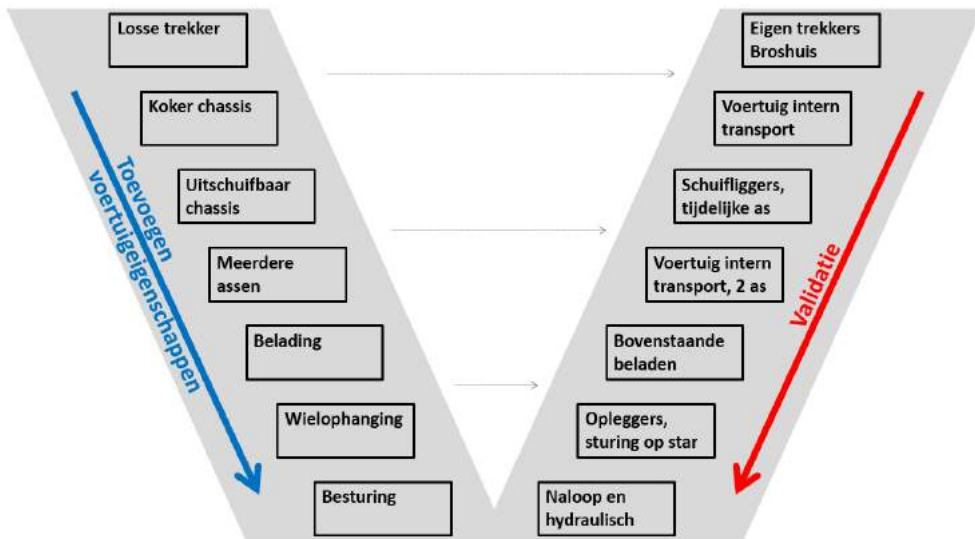 Losse trekker
Koker chassis
Uitschuifbaar
chassis
Meerdere
assen
Belading
Wielophanging
Besturing
Toevoegen
voertuigeigenschappen
Eigen trekkers
Broshuis
Voertuig intern
transport
Schuifliggers,
tijdelijke as
Voertuig intern
transport, 2 as
Bovenstaande
beladen
Opleggers,
sturing op star
Naloop en
hydraulisch
Validatie